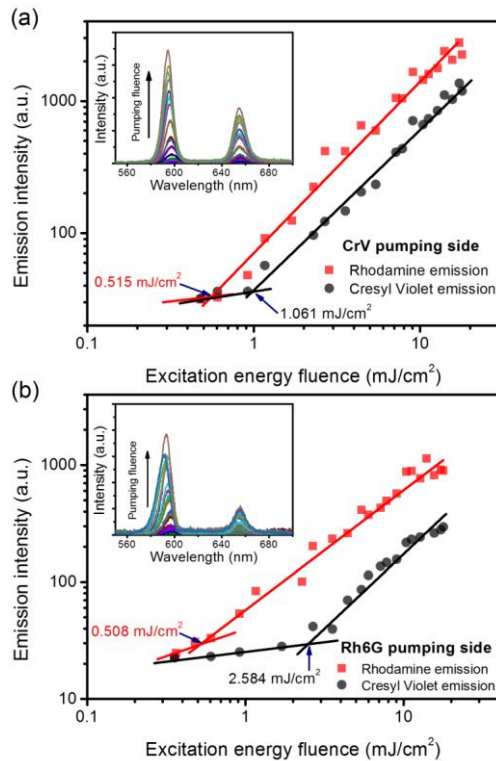 (a)
Emission intensity (a.u.)
1000
100
Intensity (a.u.)
Pumping fluence
560 600 640 680
Wavelength (nm)
0.515 mJ/cm²
1.061 mJ/cm²
CrV pumping side
Rhodamine emission
Cresyl Violet emission
0.1 1 10
Excitation energy fluence (mJ/cm²)
(b)
Emission intensity (a.u.)
1000
100
10
Intensity (a.u.)
Pumping fluence
560 600 640 680
Wavelength (nm)
0.508 mJ/cm²
2.584 mJ/cm²
Rh6G pumping side
Rhodamine emission
Cresyl Violet emission
0.1 1 10
Excitation energy fluence (mJ/cm²)